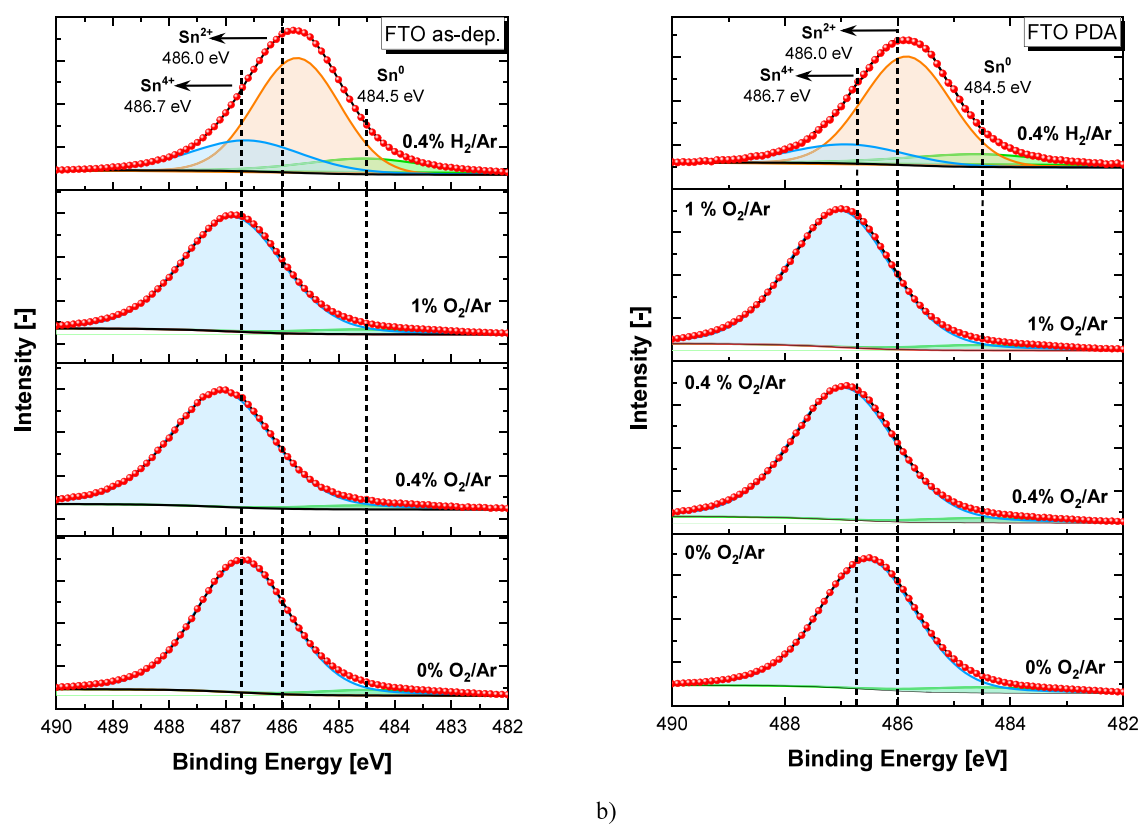 FTO as-dep.
Sn2+
486.0 eV
Sn4+
486.7 eV
Sn0
484.5 eV
0.4% H2/Ar
1% O2/Ar
0.4% O2/Ar
0% O2/Ar
Intensity [-]
490 489 488 487 486 485 484 483 482
Binding Energy [eV]
FTO PDA
Sn2+
486.0 eV
Sn4+
486.7 eV
Sn0
484.5 eV
0.4% H2/Ar
1 % O2/Ar
1% O2/Ar
0.4 % O2/Ar
0.4% O2/Ar
0% O2/Ar
0% O2/Ar
Intensity [-]
490 488 486 484 482
Binding Energy [eV]
b)